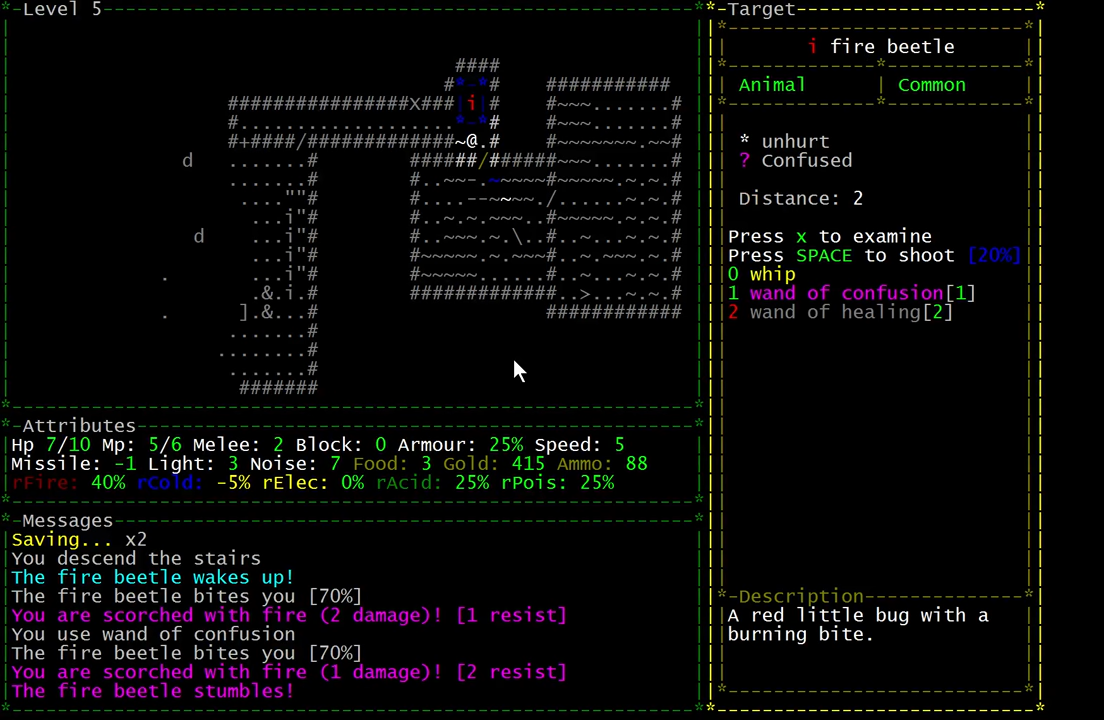 Level 5
Target
i fire beetle
Animal | Common
* unhurt
? Confused
Distance: 2
Press x to examine
Press SPACE to shoot [20%]
0 whip
1 wand of confusion[1]
2 wand of healing[2]
Description
A red little bug with a
burning bite.
Attributes
Hp 7/10 Mp: 5/6 Melee: 2 Block: 0 Armour: 25% Speed: 5
Missile: -1 Light: 3 Noise: 7 Food: 3 Gold: 415 Ammo: 88
rFire: 40% rCold: -5% rElec: 0% rAcid: 25% rPois: 25%
Messages
Saving... x2
You descend the stairs
The fire beetle wakes up!
The fire beetle bites you [70%]
You are scorched with fire (2 damage)! [1 resist]
You use wand of confusion
The fire beetle bites you [70%]
You are scorched with fire (1 damage)! [2 resist]
The fire beetle stumbles!